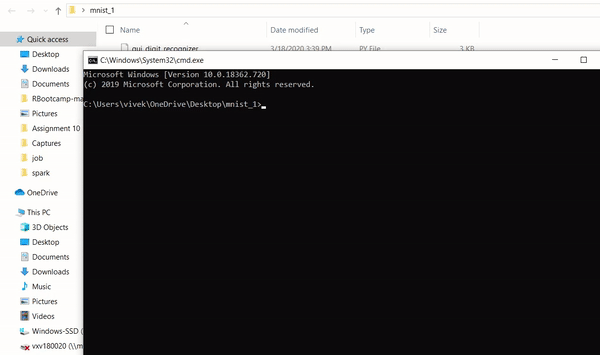 mnist_1
Name
Date modified
Type
Size
Quick access
gui_digit_recognizer
3/18/2020 3:39 PM
PY File
3 KB
Desktop
Downloads
Documents
RBootcamp-ma
Pictures
Assignment 10
Captures
job
spark
OneDrive
This PC
3D Objects
Desktop
Documents
Downloads
Music
Pictures
Videos
Windows-SSD (
vxv180020 (\\m
C:\Windows\System32\cmd.exe
Microsoft Windows [Version 10.0.18362.720]
(c) 2019 Microsoft Corporation. All rights reserved.
C:\Users\vivek\OneDrive\Desktop\mnist_1>